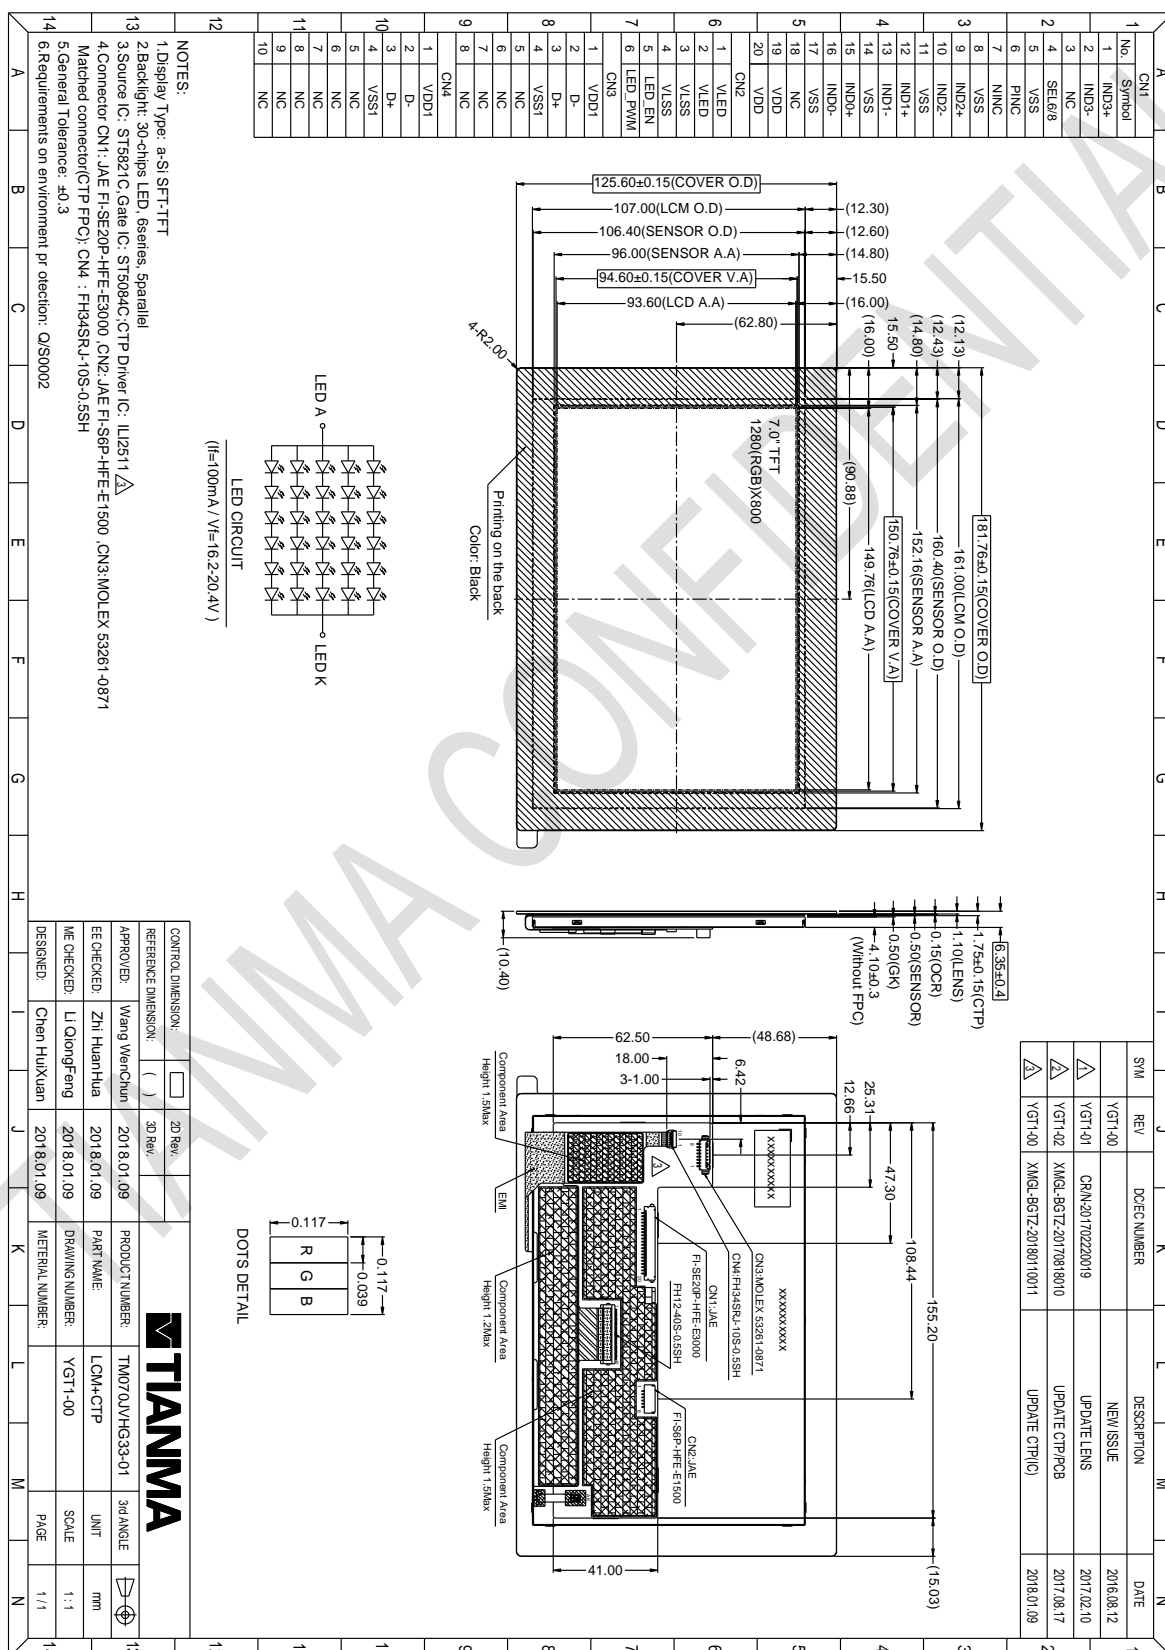 TIANMA CONFIDENTIAL
CN1
No. Symbol
1 IND3+
2 IND3-
3 NC
4 SEL6/8
5 VSS
6 PINC
7 NINC
8 VSS
9 IND2+
10 IND2-
11 VSS
12 IND1+
13 IND1-
14 VSS
15 IND0+
16 IND0-
17 VSS
18 NC
19 VDD
20 VDD
CN2
1 VLED
2 VLED
3 VLSS
4 VLSS
5 LED_EN
6 LED_PWM
CN3
1 VDD1
2 D-
3 D+
4 VSS1
5 NC
6 NC
7 NC
8 NC
CN4
1 VDD1
2 D-
3 D+
4 VSS1
5 NC
6 NC
7 NC
8 NC
9 NC
10 NC
181.76±0.15(COVER O.D)
161.00(LCM O.D)
160.40(SENSOR O.D)
152.16(SENSOR A.A)
150.76±0.15(COVER V.A)
149.76(LCD A.A)
(90.88)
(12.13)
(12.43)
(14.80)
15.50
(16.00)
125.60±0.15(COVER O.D)
107.00(LCM O.D)
106.40(SENSOR O.D)
96.00(SENSOR A.A)
94.60±0.15(COVER V.A)
93.60(LCD A.A)
(62.80)
(12.30)
(12.60)
(14.80)
15.50
(16.00)
4-R2.00
7.0" TFT
1280(RGB)X800
Printing on the back
Color: Black
6.35±0.4
1.75±0.15(CTP)
1.10(LENS)
0.15(OCR)
0.50(SENSOR)
0.50(GK)
4.10±0.3
(Without FPC)
(10.40)
155.20
(15.03)
108.44
47.30
25.31
12.66
6.42
(48.68)
62.50
18.00
3-1.00
41.00
XXXXXXXXXX
XXXXXXXXXX
CN3:MOLEX 53261-0871
CN4:FH34SRJ-10S-0.5SH
CN1:JAE
FI-SE20P-HFE-E3000
FH12-40S-0.5SH
CN2:JAE
FI-S6P-HFE-E1500
Component Area
Height 1.5Max
EMI
Component Area
Height 1.2Max
Component Area
Height 1.5Max
LED A
LED K
LED CIRCUIT
(If=100mA / Vf=16.2-20.4V )
0.117
0.039
0.117
R G B
DOTS DETAIL
NOTES:
1.Display Type: a-Si SFT-TFT
2.Backlight: 30-chips LED, 6series, 5parallel
3.Source IC: ST5821C,Gate IC: ST5084C;CTP Driver IC: ILI2511 3
4.Connector CN1: JAE FI-SE20P-HFE-E3000 ,CN2:JAE FI-S6P-HFE-E1500 ,CN3:MOLEX 53261-0871
Matched connector(CTP FPC): CN4 : FH34SRJ-10S-0.5SH
5.General Tolerance: ±0.3
6.Requirements on environment pr otection: Q/S0002
SYM REV DC/EC NUMBER DESCRIPTION DATE
YGT1-00 NEW ISSUE 2016.08.12
1 YGT1-01 CR/N-201702220019 UPDATE LENS 2017.02.10
2 YGT1-02 XMGL-BGTZ-20170818010 UPDATE CTP/PCB 2017.08.17
3 YGT1-00 XMGL-BGTZ-20180110011 UPDATE CTP(IC) 2018.01.09
TIANMA
CONTROL DIMENSION: 2D Rev.
REFERENCE DIMENSION: ( ) 3D Rev.
APPROVED: Wang WenChun 2018.01.09 PRODUCT NUMBER: TM070JVHG33-01 3rd ANGLE
EE CHECKED: Zhi HuanHua 2018.01.09 PART NAME: LCM+CTP UNIT mm
ME CHECKED: Li QiongFeng 2018.01.09 DRAWING NUMBER: YGT1-00 SCALE 1:1
DESIGNED: Chen HuiXuan 2018.01.09 METERIAL NUMBER: PAGE 1/1